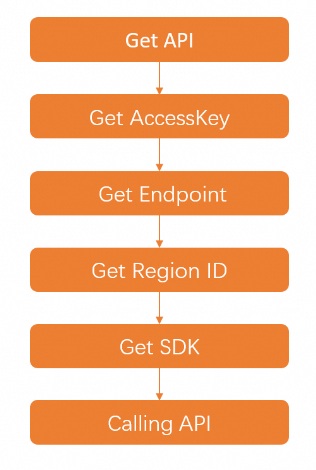 Get API
Get AccessKey
Get Endpoint
Get Region ID
Get SDK
Calling API